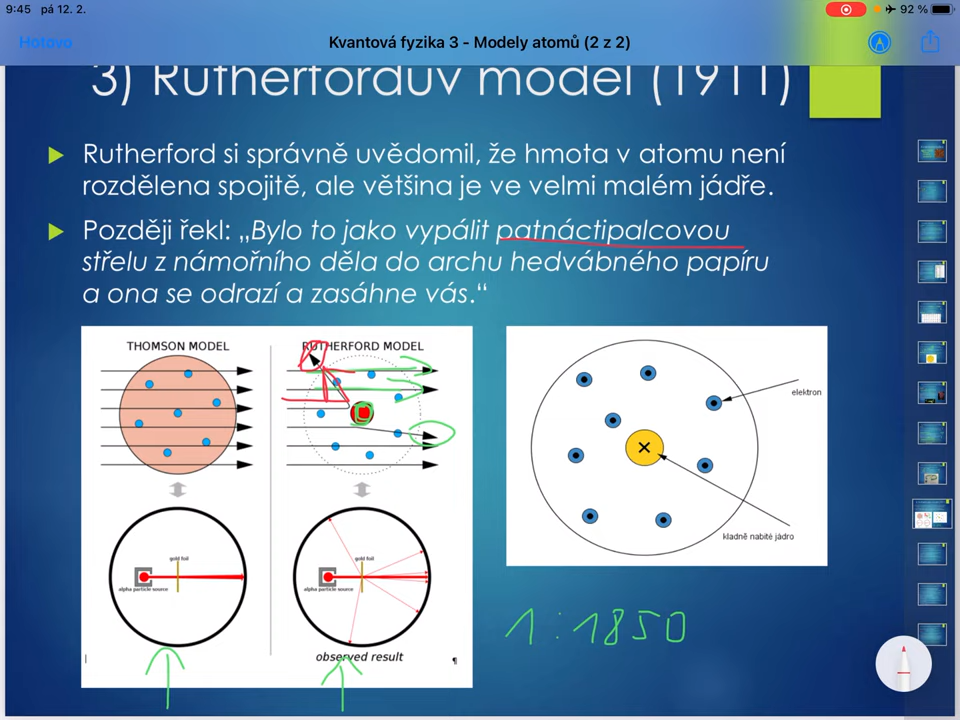 9:45 pá 12. 2.
92 %
Hotovo
Kvantová fyzika 3 - Modely atomů (2 z 2)
3) Rutherfordův model (1911)
Rutherford si správně uvědomil, že hmota v atomu není
rozdělena spojitě, ale většina je ve velmi malém jádře.
Později řekl: „Bylo to jako vypálit patnáctipalcovou
střelu z námořního děla do archu hedvábného papíru
a ona se odrazí a zasáhne vás.“
THOMSON MODEL
RUTHERFORD MODEL
elektron
kladně nabité jádro
gold foil
alpha particle source
gold foil
alpha particle source
observed result
1 : 1850